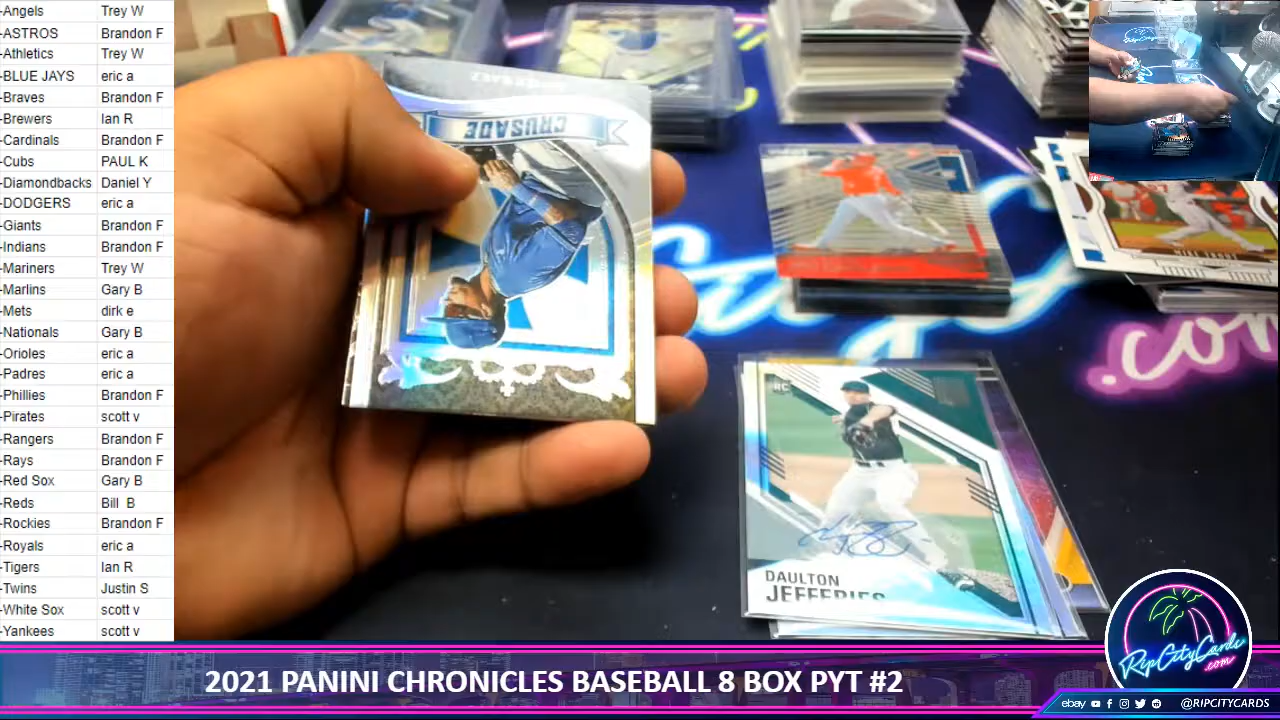 -Angels Trey W
-ASTROS Brandon F
-Athletics Trey W
-BLUE JAYS eric a
-Braves Brandon F
-Brewers Ian R
-Cardinals Brandon F
-Cubs PAUL K
-Diamondbacks Daniel Y
-DODGERS eric a
-Giants Brandon F
-Indians Brandon F
-Mariners Trey W
-Marlins Gary B
-Mets dirk e
-Nationals Gary B
-Orioles eric a
-Padres eric a
-Phillies Brandon F
-Pirates scott v
-Rangers Brandon F
-Rays Brandon F
-Red Sox Gary B
-Reds Bill B
-Rockies Brandon F
-Royals eric a
-Tigers Ian R
-Twins Justin S
-White Sox scott v
-Yankees scott v
CRUSADE
MIKE TROUT
.com
RC
DAULTON
JEFFERIES
RipCityCards
.com
2021 PANINI CHRONICLES BASEBALL 8 BOX PYT #2
ebay @RIPCITYCARDS